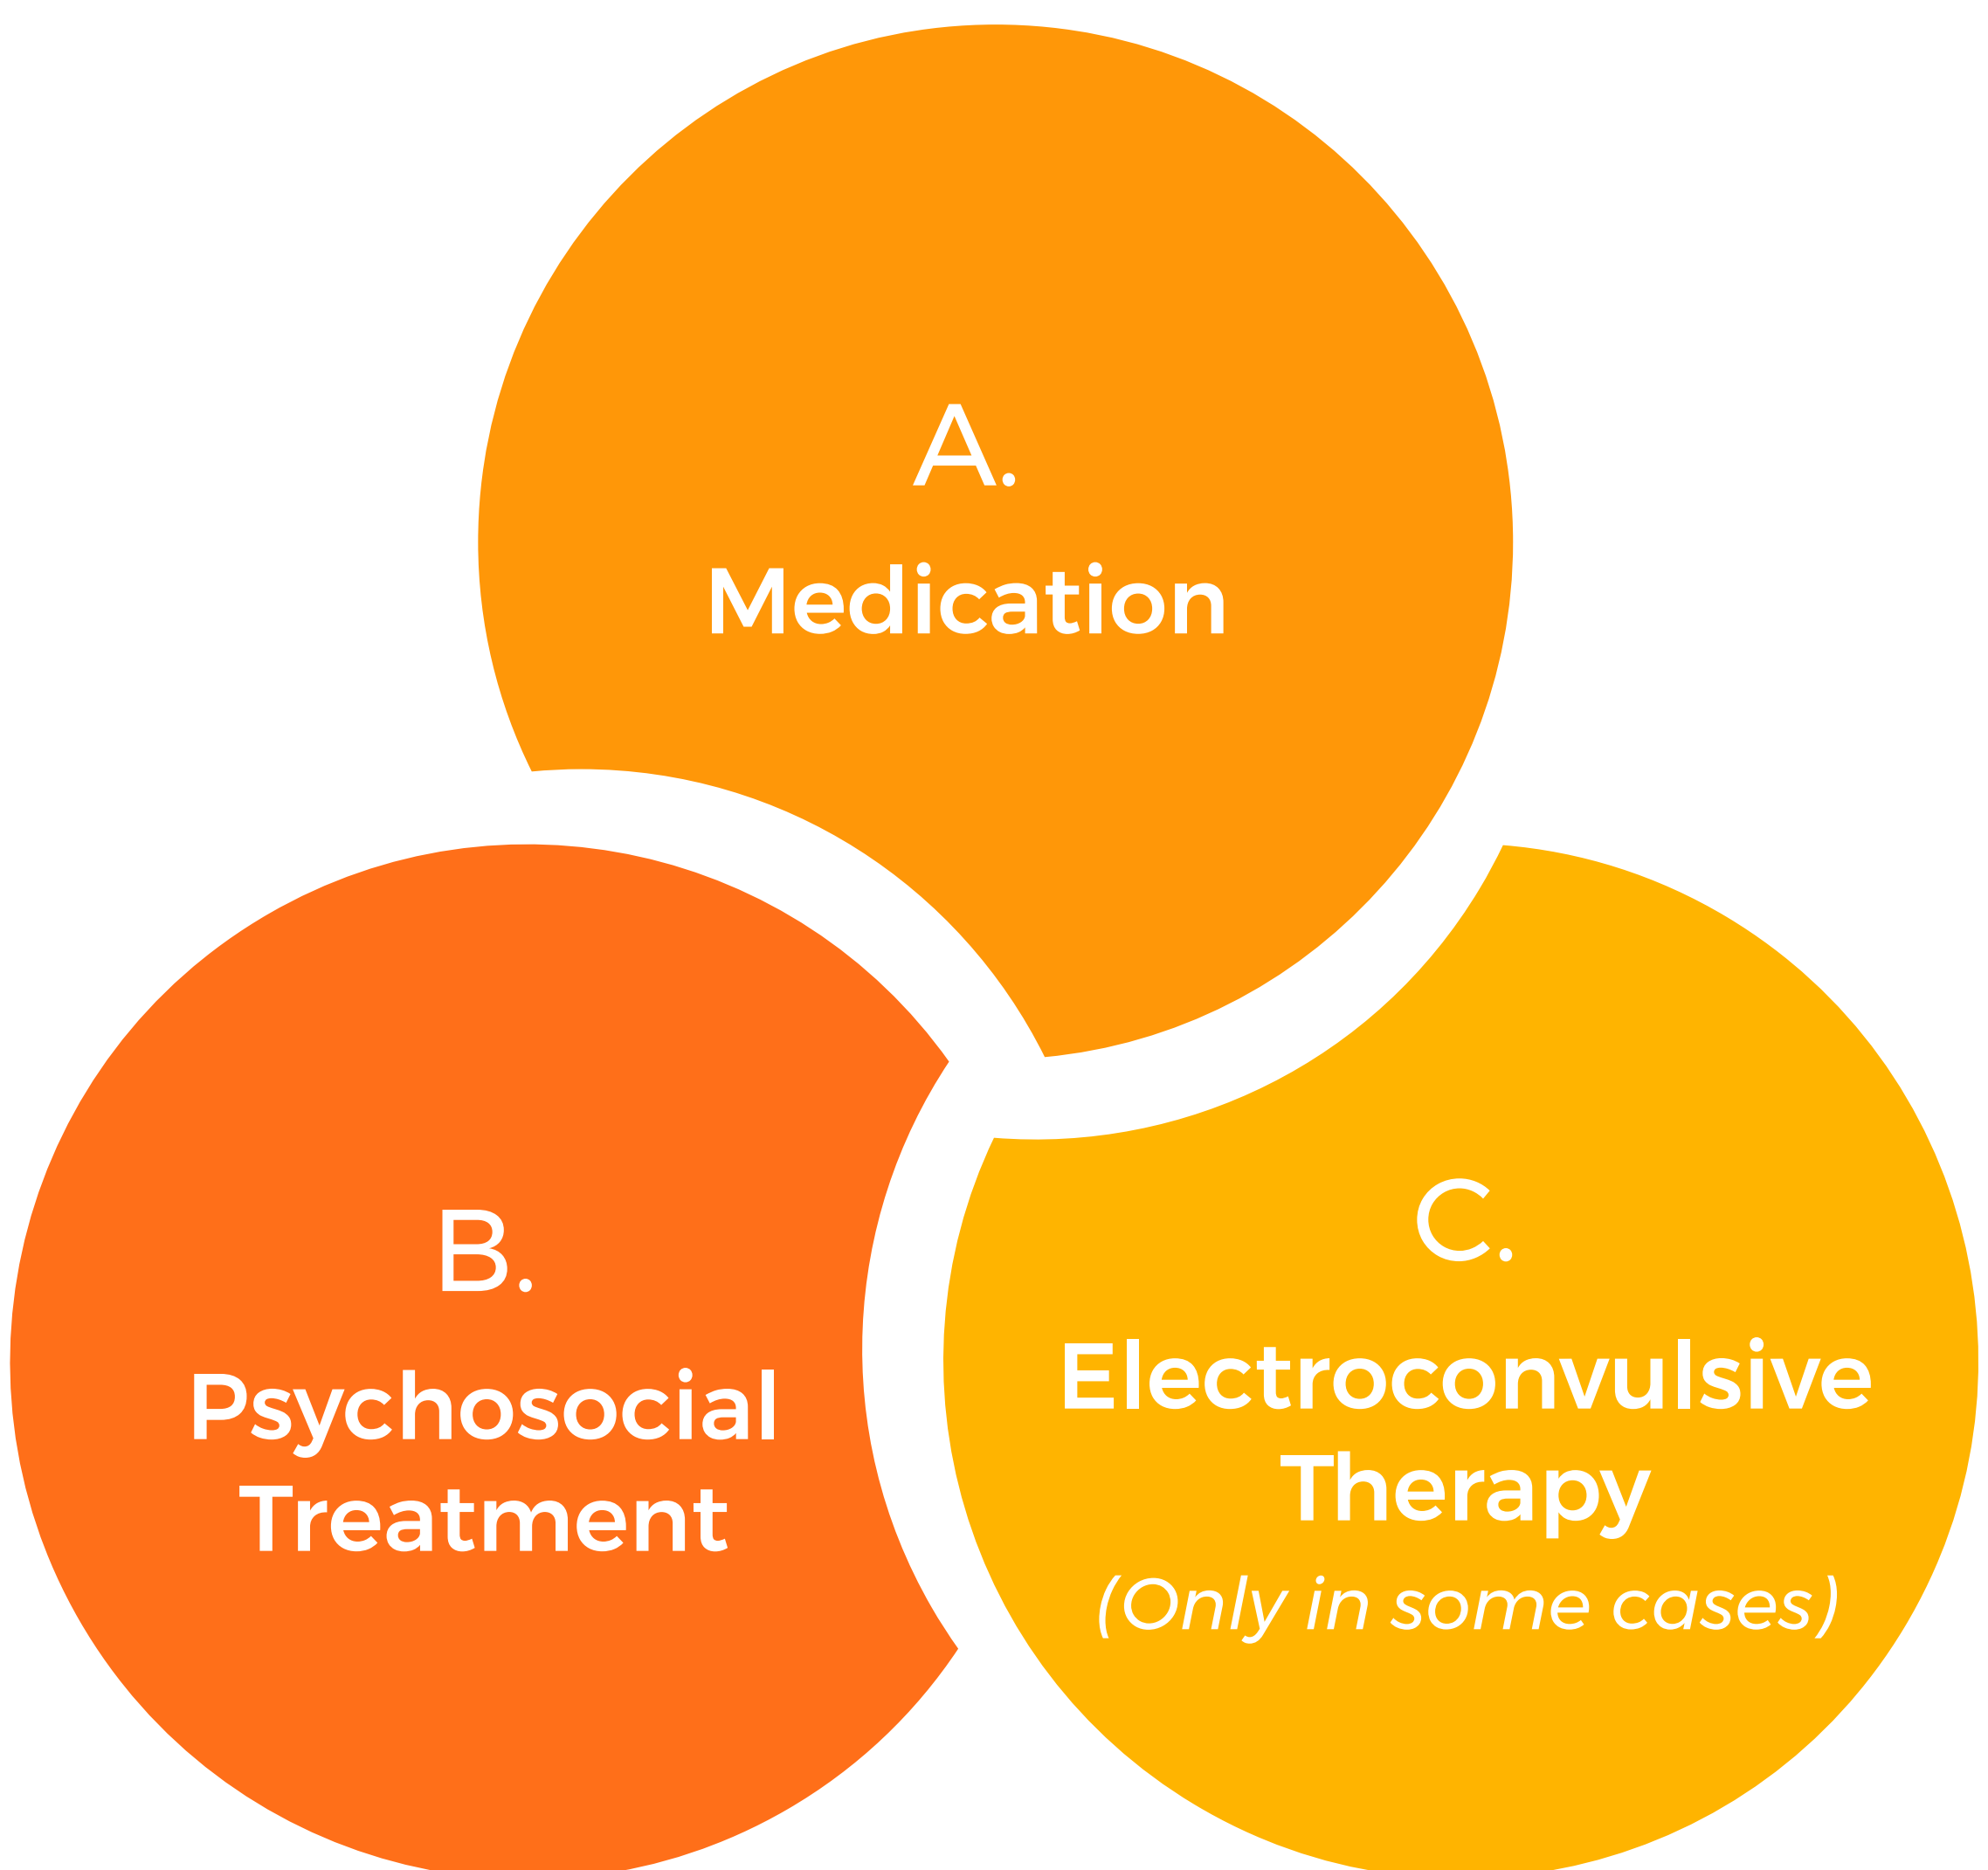 A.
Medication
B.
Psychosocial
Treatment
C.
Electroconvulsive
Therapy
(Only in some cases)